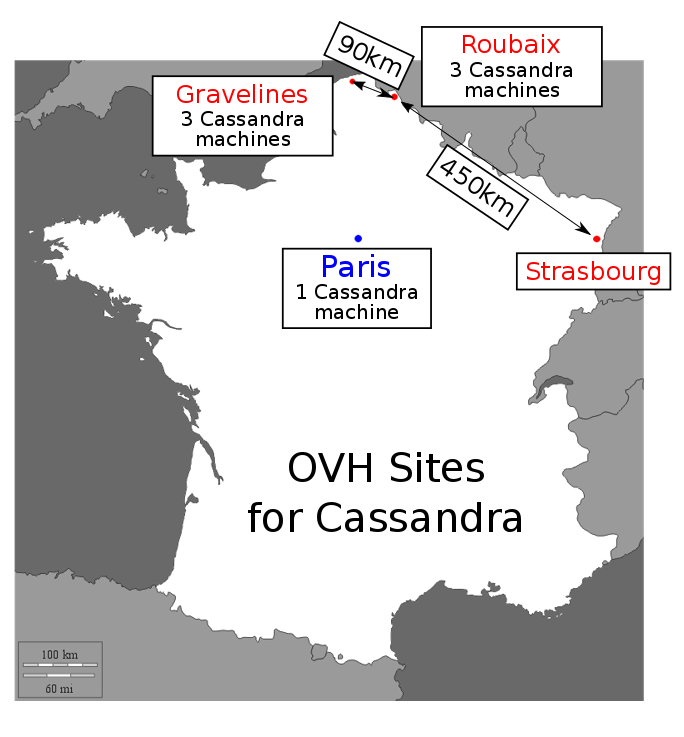 90km
Roubaix
3 Cassandra
machines
Gravelines
3 Cassandra
machines
450km
Strasbourg
Paris
1 Cassandra
machine
OVH Sites
for Cassandra
100 km
60 mi